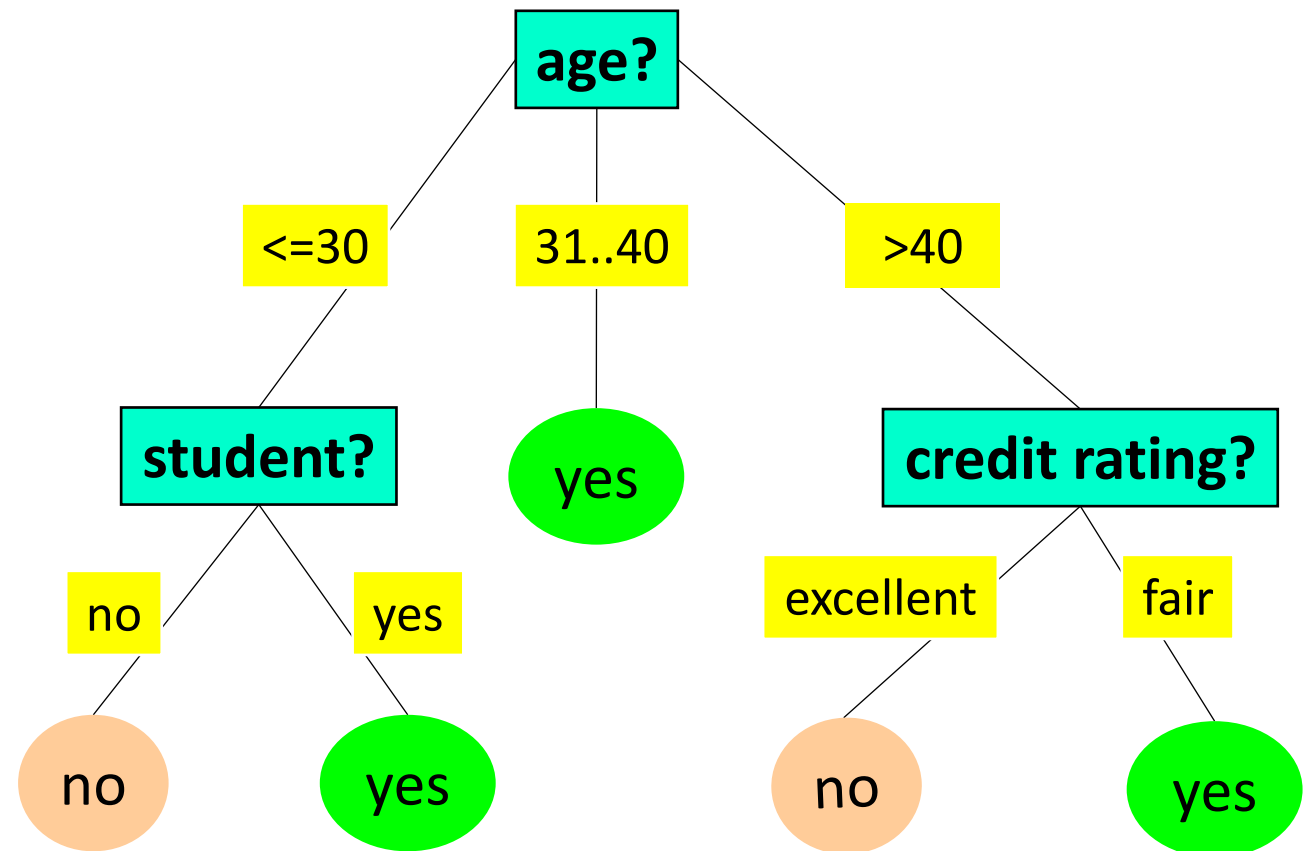 age?
<=30
31..40
>40
student?
yes
credit rating?
no
yes
excellent
fair
no
yes
no
yes